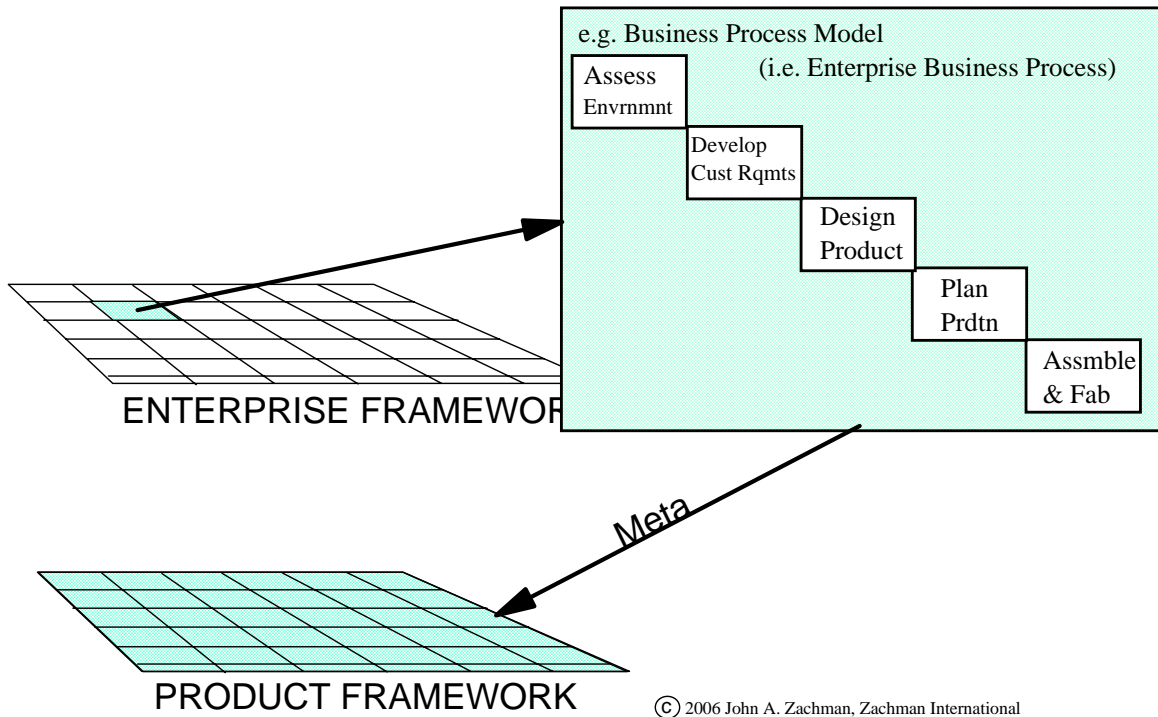 e.g. Business Process Model
(i.e. Enterprise Business Process)
Assess
Envrnmnt
Develop
Cust Rqmts
Design
Product
Plan
Prdtn
Assmble
& Fab
ENTERPRISE FRAMEWOR
Meta
PRODUCT FRAMEWORK
© 2006 John A. Zachman, Zachman International